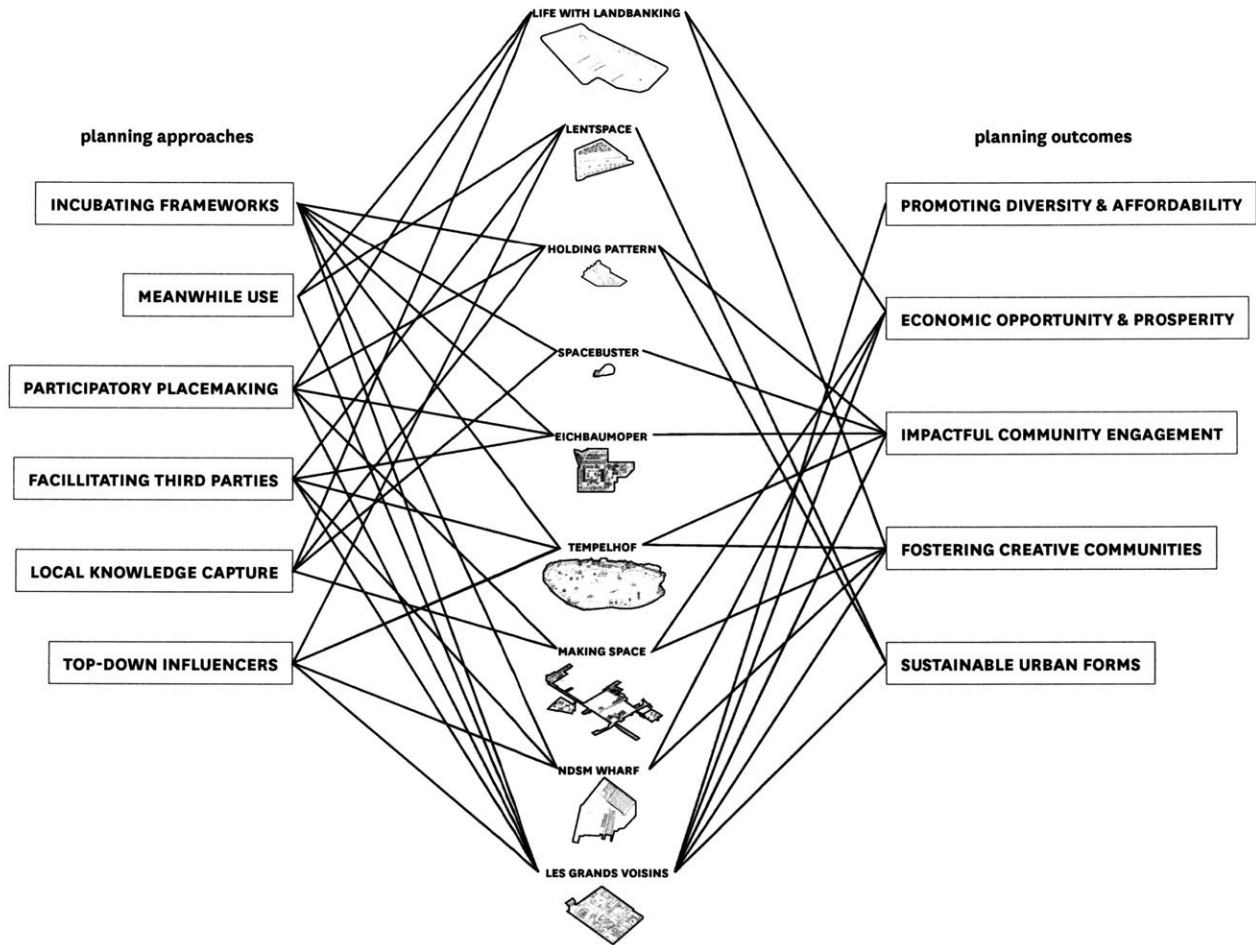 planning approaches
INCUBATING FRAMEWORKS
MEANWHILE USE
PARTICIPATORY PLACEMAKING
FACILLITATING THIRD PARTIES
LOCAL KNOWLEDGE CAPTURE
TOP-DOWN INFLUENCERS
LIFE WITH LANDBANKING
LENTSPACE
HOLDING PATTERN
SPACEBUSTER
EICHBAUMOPER
TEMPELHOF
MAKING SPACE
NDSM WHARF
LES GRANDS VOISINS
planning outcomes
PROMOTING DIVERSITY & AFFORDABILITY
ECONOMIC OPPORTUNITY & PROSPERITY
IMPACTFUL COMMUNITY ENGAGEMENT
FOSTERING CREATIVE COMMUNITIES
SUSTAINABLE URBAN FORMS